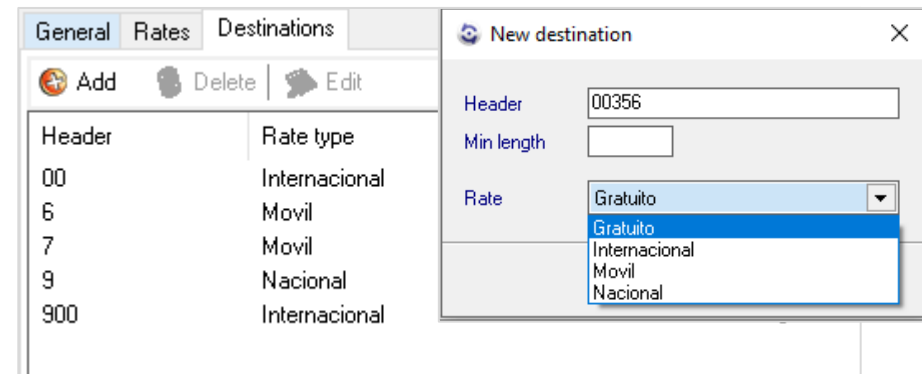 General Rates Destinations
Add Delete Edit
Header Rate type
00 Internacional
6 Movil
7 Movil
9 Nacional
900 Internacional
New destination
Header 00356
Min length
Rate Gratuito
Gratuito
Internacional
Movil
Nacional